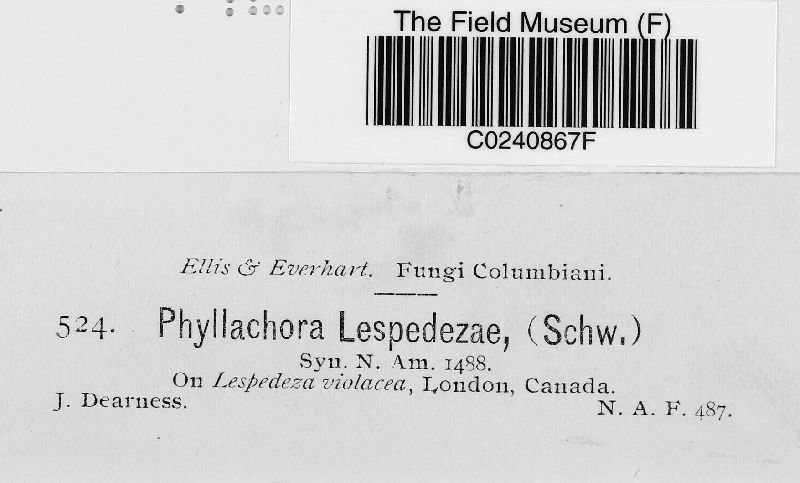 The Field Museum (F)
C0240867F
Ellis & Everhart. Fungi Columbiani.
524. Phyllachora Lespedezae, (Schw.)
Syn. N. Am. 1488.
On Lespedeza violacea, London, Canada.
J. Dearness.
N. A. F. 487.